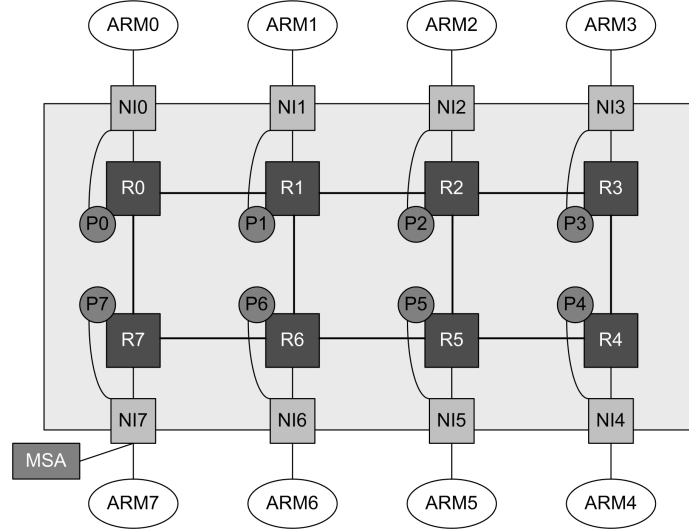 ARM0 ARM1 ARM2 ARM3
NI0 NI1 NI2 NI3
R0 R1 R2 R3
P0 P1 P2 P3
P7 P6 P5 P4
R7 R6 R5 R4
NI7 NI6 NI5 NI4
MSA
ARM7 ARM6 ARM5 ARM4